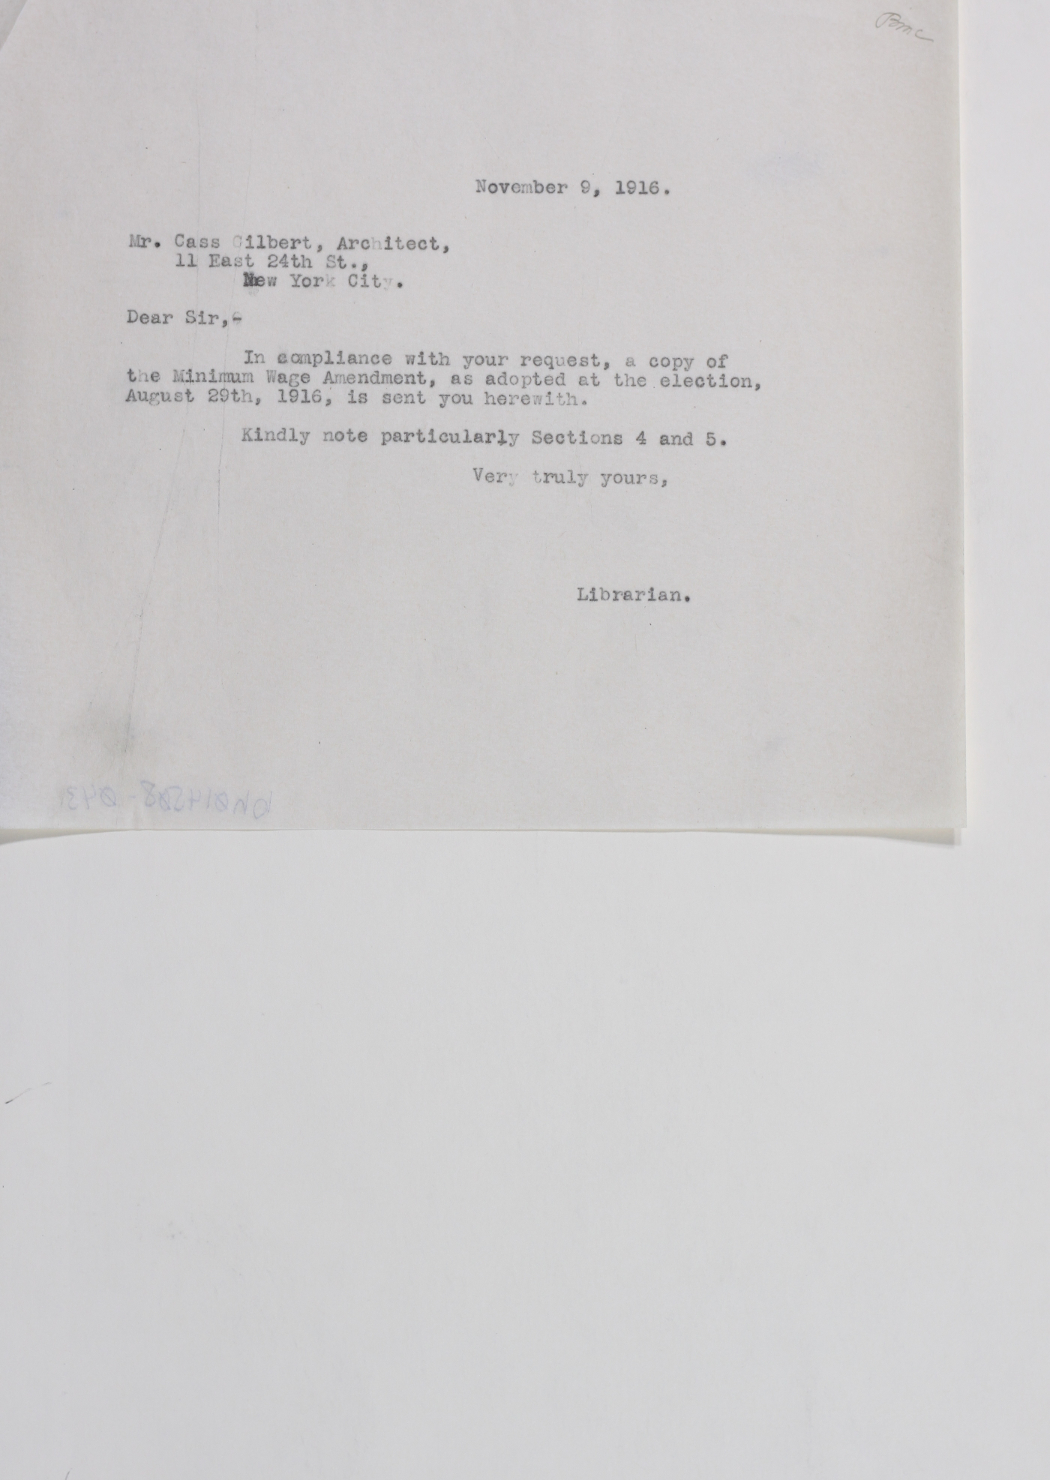 Bmc
November 9, 1916.
Mr. Cass Gilbert, Architect,
11 East 24th St.,
New York City.
Dear Sir,-
In compliance with your request, a copy of
the Minimum Wage Amendment, as adopted at the election,
August 29th, 1916, is sent you herewith.
Kindly note particularly Sections 4 and 5.
Very truly yours,
Librarian.